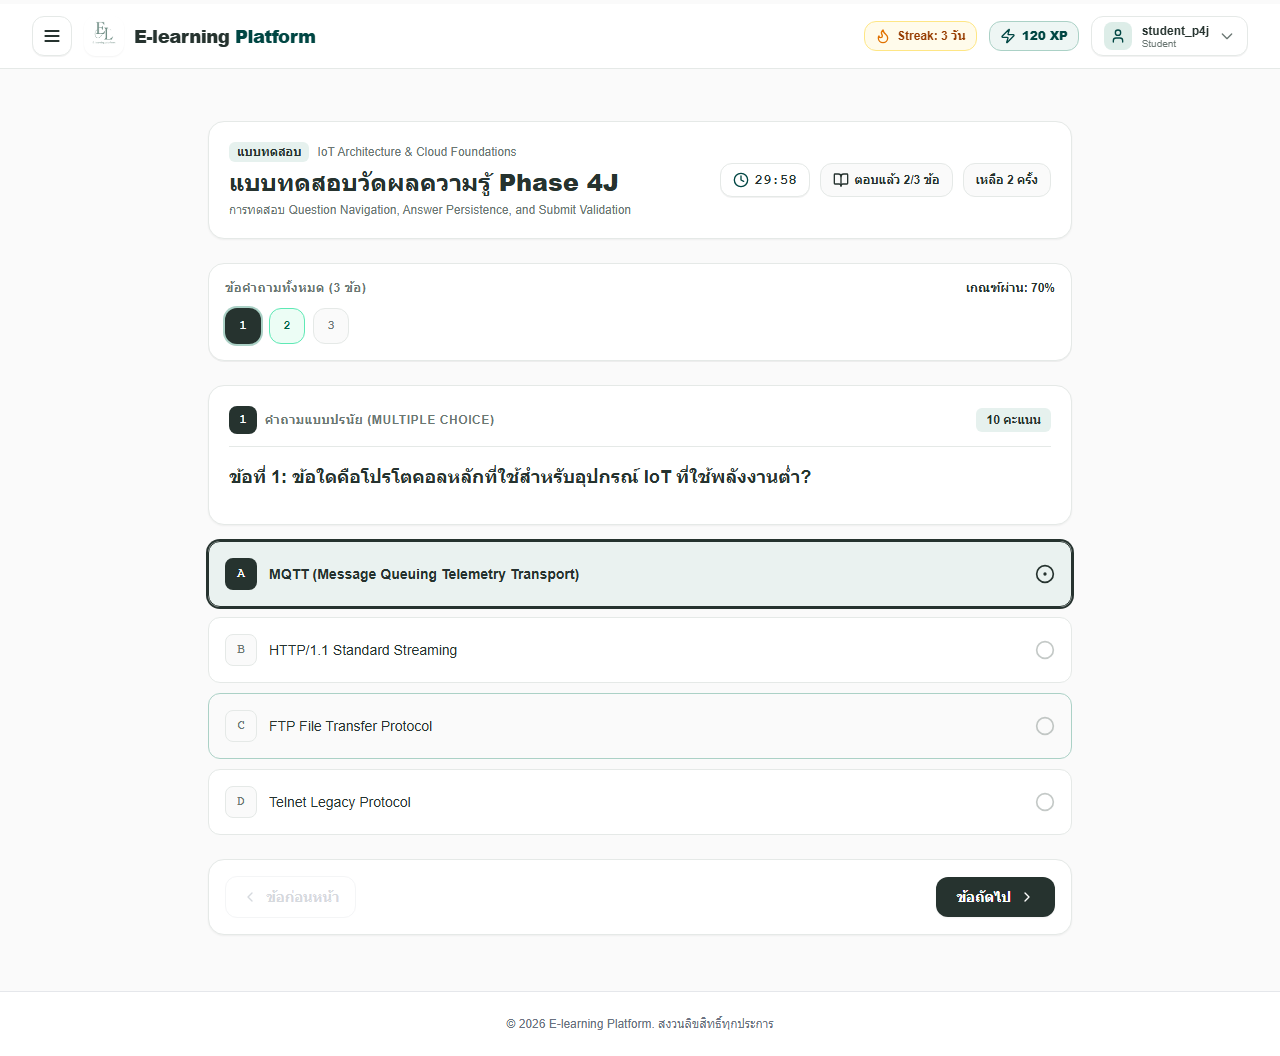 EL
E-learning Platform
Streak: 3 วัน
120 XP
student_p4j
Student
แบบทดสอบ IoT Architecture & Cloud Foundations
แบบทดสอบวัดผลความรู้ Phase 4J
การทดสอบ Question Navigation, Answer Persistence, and Submit Validation
29:58
ตอบแล้ว 2/3 ข้อ
เหลือ 2 ครั้ง
ข้อคำถามทั้งหมด (3 ข้อ)
เกณฑ์ผ่าน: 70%
1 2 3
1 คำถามแบบปรนัย (MULTIPLE CHOICE)
10 คะแนน
ข้อที่ 1: ข้อใดคือโปรโตคอลหลักที่ใช้สำหรับอุปกรณ์ IoT ที่ใช้พลังงานต่ำ?
A MQTT (Message Queuing Telemetry Transport)
B HTTP/1.1 Standard Streaming
C FTP File Transfer Protocol
D Telnet Legacy Protocol
ข้อก่อนหน้า
ข้อถัดไป
© 2026 E-learning Platform. สงวนลิขสิทธิ์ทุกประการ